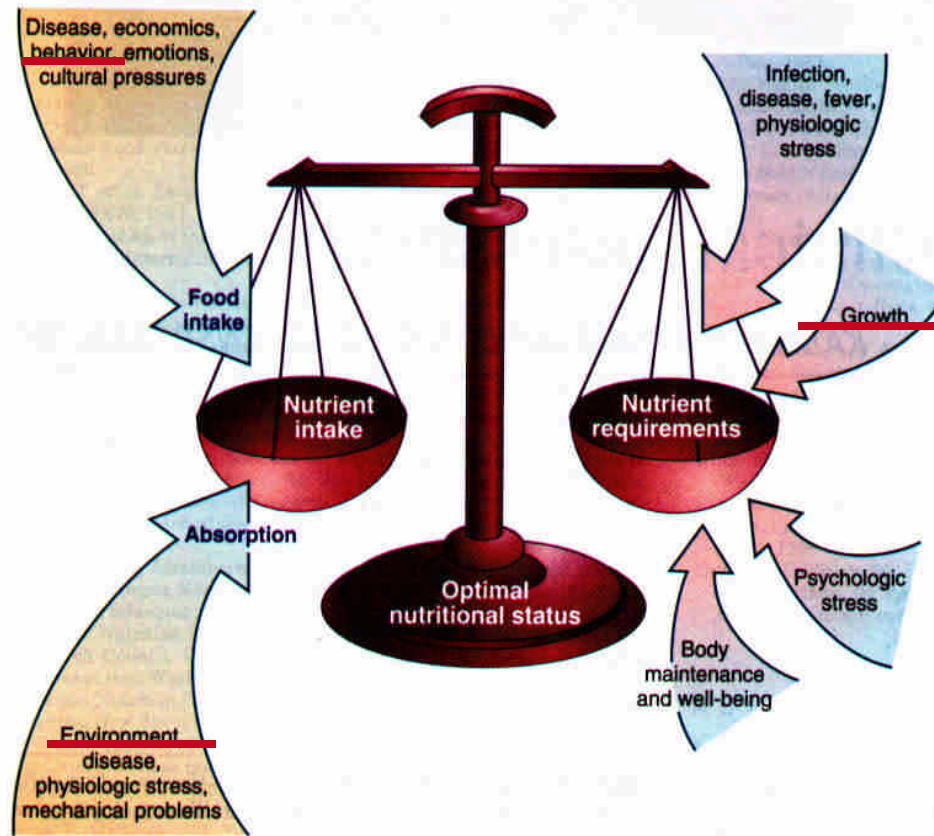 Disease, economics,
behavior, emotions,
cultural pressures
Infection,
disease, fever,
physiologic
stress
Food
intake
Growth
Nutrient
intake
Nutrient
requirements
Absorption
Optimal
nutritional status
Psychologic
stress
Body
maintenance
and well-being
Environment
disease,
physiologic stress,
mechanical problems